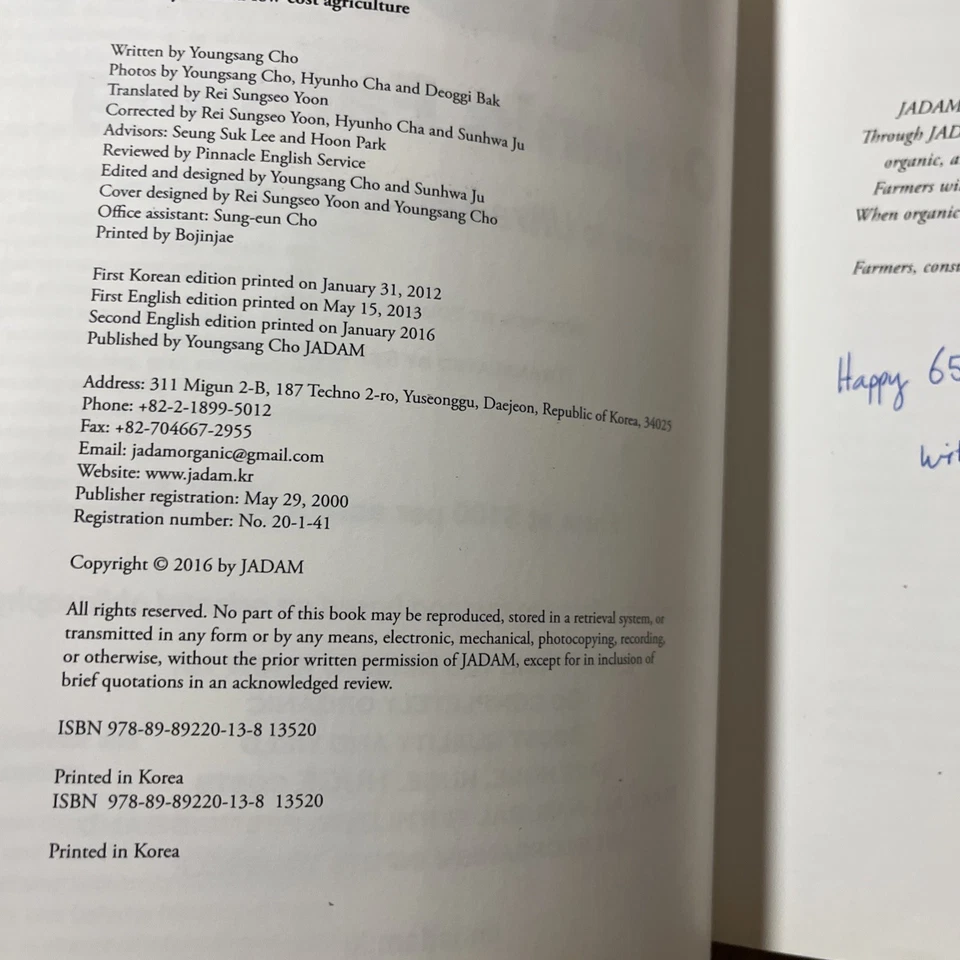 agriculture
Written by Youngsang Cho
Photos by Youngsang Cho, Hyunho Cha and Deoggi Bak
Translated by Rei Sungseo Yoon
Corrected by Rei Sungseo Yoon, Hyunho Cha and Sunhwa Ju
Advisors: Seung Suk Lee and Hoon Park
Reviewed by Pinnacle English Service
Edited and designed by Youngsang Cho and Sunhwa Ju
Cover designed by Rei Sungseo Yoon and Youngsang Cho
Office assistant: Sung-eun Cho
Printed by Bojinjae
First Korean edition printed on January 31, 2012
First English edition printed on May 15, 2013
Second English edition printed on January 2016
Published by Youngsang Cho JADAM
Address: 311 Migun 2-B, 187 Techno 2-ro, Yuseonggu, Daejeon, Republic of Korea, 34025
Phone: +82-2-1899-5012
Fax: +82-704667-2955
Email: jadamorganic@gmail.com
Website: www.jadam.kr
Publisher registration: May 29, 2000
Registration number: No. 20-1-41
Copyright © 2016 by JADAM
All rights reserved. No part of this book may be reproduced, stored in a retrieval system, or
transmitted in any form or by any means, electronic, mechanical, photocopying, recording,
or otherwise, without the prior written permission of JADAM, except for in inclusion of
brief quotations in an acknowledged review.
ISBN 978-89-89220-13-8 13520
Printed in Korea
ISBN 978-89-89220-13-8 13520
Printed in Korea
JADAM
Through JAD
organic, a
Farmers wi
When organic
Farmers, cons
Happy 65
wit